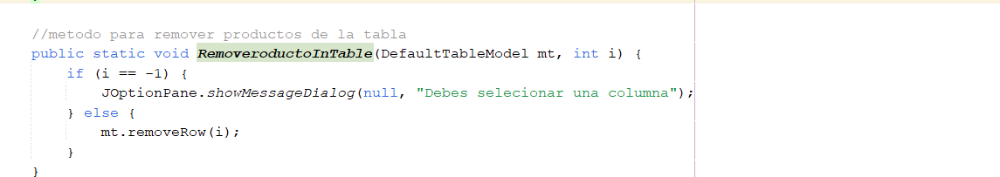 //metodo para remover productos de la tabla
public static void RemoveroductoInTable(DefaultTableModel mt, int i) {
if (i == -1) {
JOptionPane.showMessageDialog(null, "Debes selecionar una columna");
} else {
mt.removeRow(i);
}
}